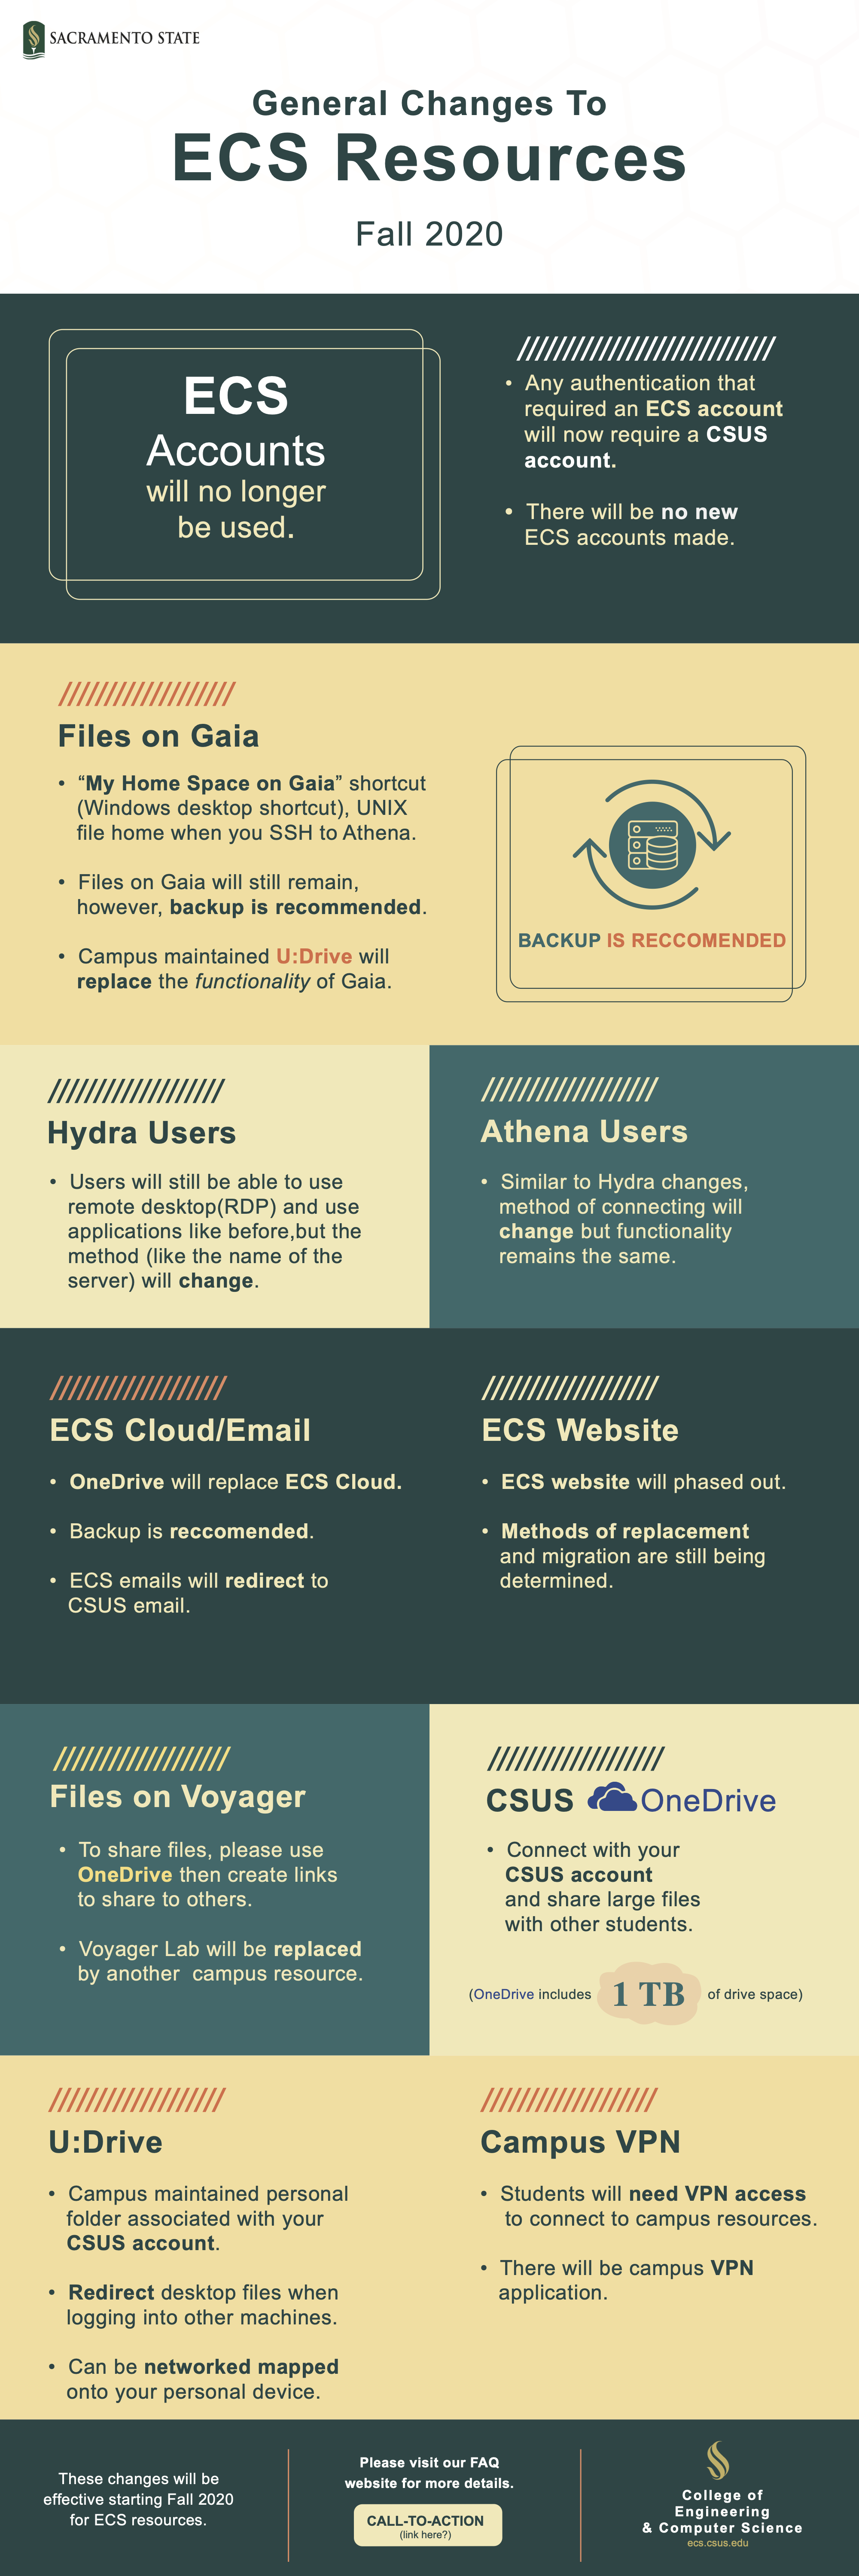 SACRAMENTO STATE
General Changes To
ECS Resources
Fall 2020
ECS
Accounts
will no longer
be used.
• Any authentication that
required an ECS account
will now require a CSUS
account.
• There will be no new
ECS accounts made.
Files on Gaia
• “My Home Space on Gaia” shortcut
(Windows desktop shortcut), UNIX
file home when you SSH to Athena.
• Files on Gaia will still remain,
however, backup is recommended.
• Campus maintained U:Drive will
replace the functionality of Gaia.
BACKUP IS RECCOMENDED
Hydra Users
• Users will still be able to use
remote desktop(RDP) and use
applications like before,but the
method (like the name of the
server) will change.
Athena Users
• Similar to Hydra changes,
method of connecting will
change but functionality
remains the same.
ECS Cloud/Email
• OneDrive will replace ECS Cloud.
• Backup is reccomended.
• ECS emails will redirect to
CSUS email.
ECS Website
• ECS website will phased out.
• Methods of replacement
and migration are still being
determined.
Files on Voyager
• To share files, please use
OneDrive then create links
to share to others.
• Voyager Lab will be replaced
by another campus resource.
CSUS OneDrive
• Connect with your
CSUS account
and share large files
with other students.
(OneDrive includes 1 TB of drive space)
U:Drive
• Campus maintained personal
folder associated with your
CSUS account.
• Redirect desktop files when
logging into other machines.
• Can be networked mapped
onto your personal device.
Campus VPN
• Students will need VPN access
to connect to campus resources.
• There will be campus VPN
application.
These changes will be
effective starting Fall 2020
for ECS resources.
Please visit our FAQ
website for more details.
CALL-TO-ACTION
(link here?)
College of
Engineering
& Computer Science
ecs.csus.edu